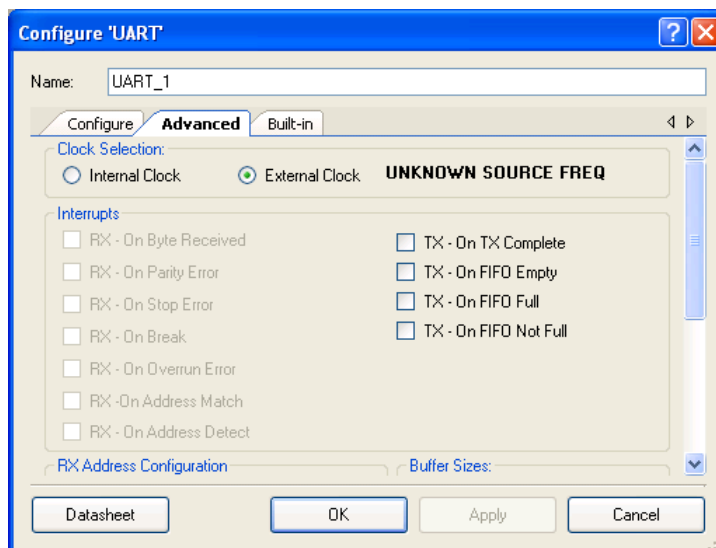 Configure 'UART'
Name: UART_1
Configure Advanced Built-in
Clock Selection:
Internal Clock External Clock UNKNOWN SOURCE FREQ
Interrupts
RX - On Byte Received
RX - On Parity Error
RX - On Stop Error
RX - On Break
RX - On Overrun Error
RX -On Address Match
RX - On Address Detect
TX - On TX Complete
TX - On FIFO Empty
TX - On FIFO Full
TX - On FIFO Not Full
RX Address Configuration Buffer Sizes:
Datasheet OK Apply Cancel